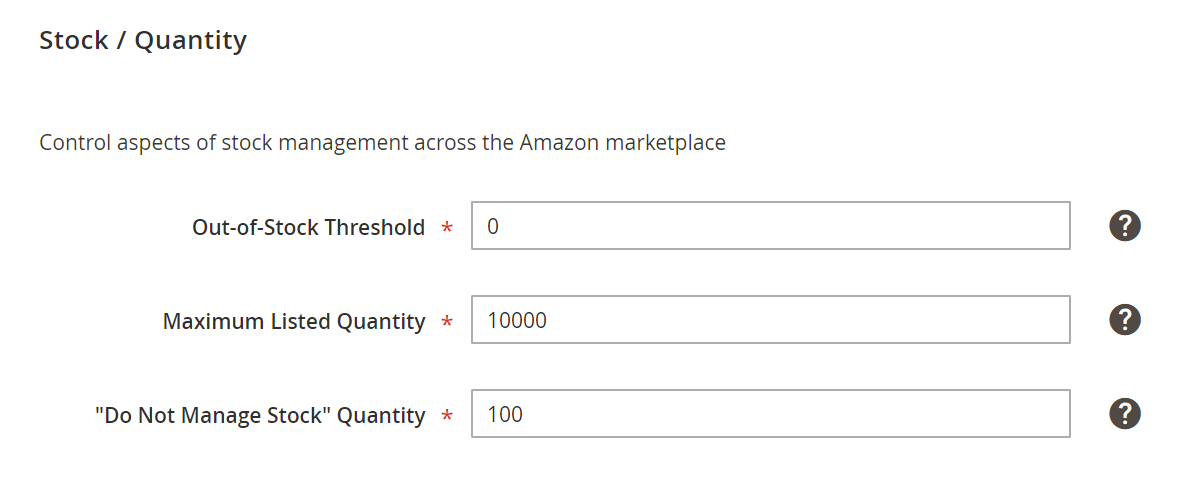 Stock / Quantity
Control aspects of stock management across the Amazon marketplace
Out-of-Stock Threshold * 0 ?
Maximum Listed Quantity * 10000 ?
"Do Not Manage Stock" Quantity * 100 ?